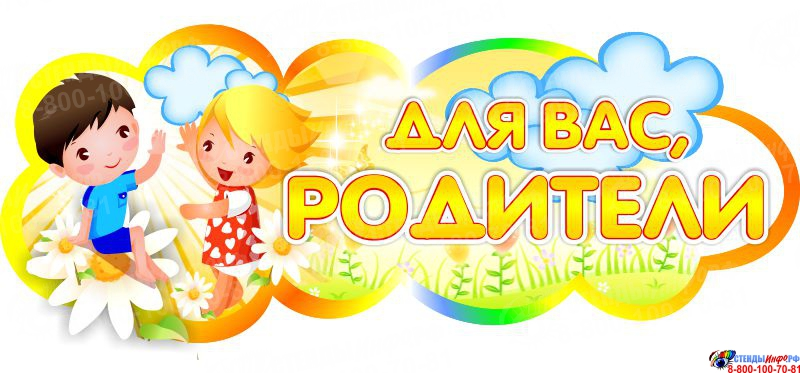 ДЛЯ ВАС,
РОДИТЕЛИ
СТЕНДЫИнфо.РФ
8-800-100-70-81